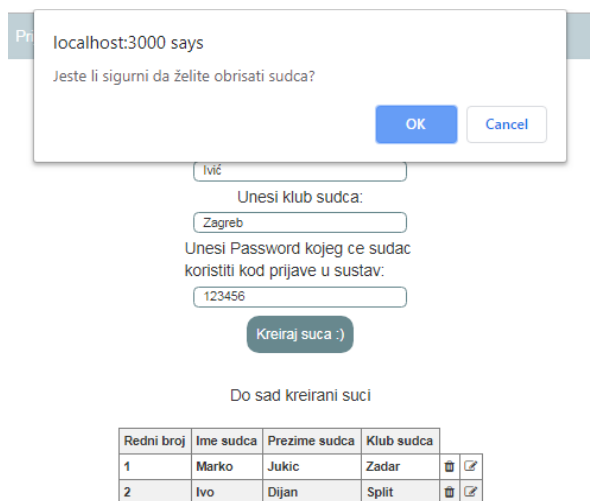 localhost:3000 says
Jeste li sigurni da želite obrisati sudca?
OK Cancel
Ivić
Unesi klub sudca:
Zagreb
Unesi Password kojeg ce sudac
koristiti kod prijave u sustav:
123456
Kreiraj suca :)
Do sad kreirani suci
Redni broj Ime sudca Prezime sudca Klub sudca
1 Marko Jukic Zadar
2 Ivo Dijan Split